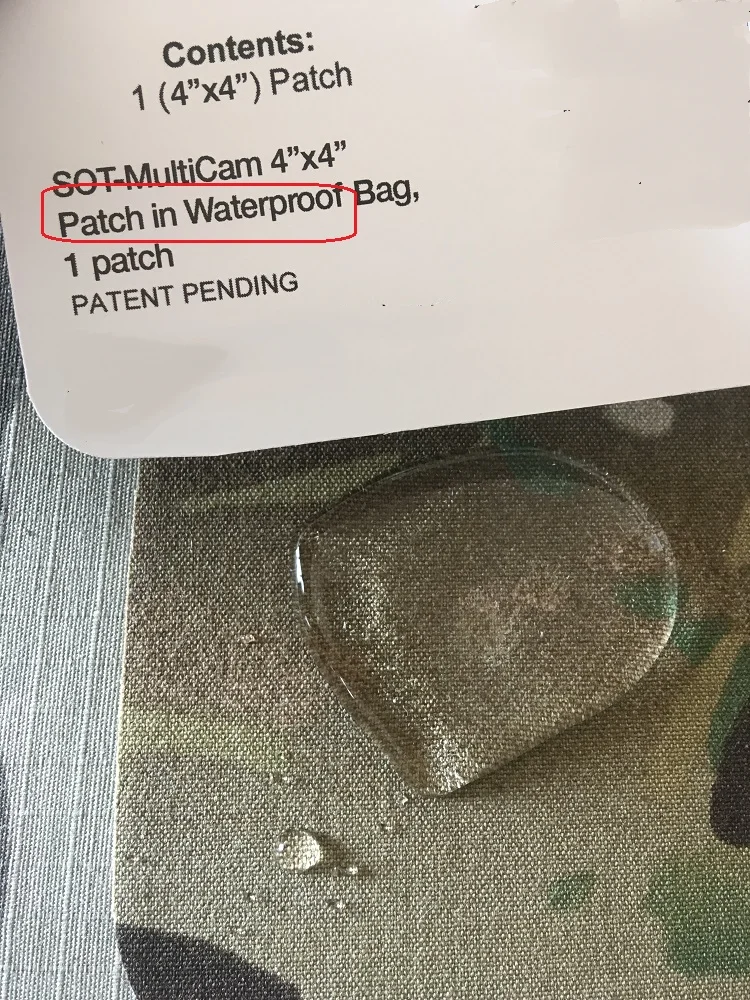 Contents:
1 (4”x4”) Patch
SOT-MultiCam 4”x4”
Patch in Waterproof Bag,
1 patch
PATENT PENDING